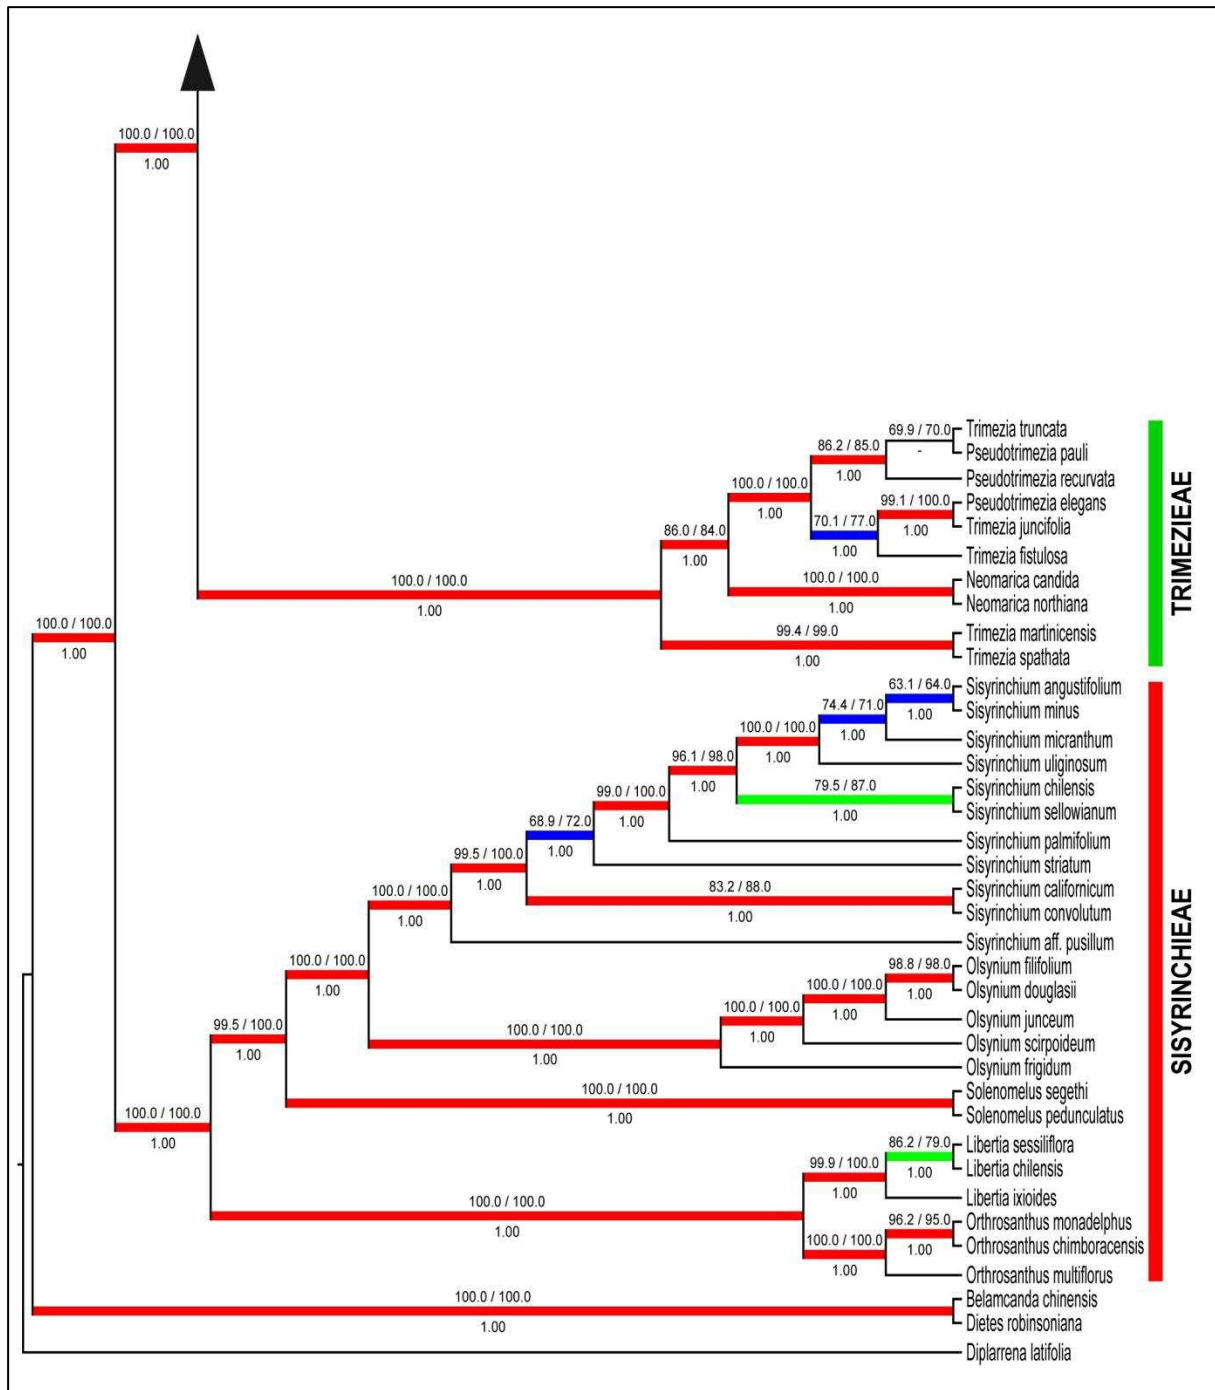 100.0 / 100.0
1.00
69.9 / 70.0
-
Trimezia truncata
Pseudotrimezia pauli
86.2 / 85.0
1.00
Pseudotrimezia recurvata
100.0 / 100.0
1.00
99.1 / 100.0
1.00
Pseudotrimezia elegans
Trimezia juncifolia
70.1 / 77.0
1.00
Trimezia fistulosa
86.0 / 84.0
1.00
100.0 / 100.0
1.00
Neomarica candida
Neomarica northiana
100.0 / 100.0
1.00
99.4 / 99.0
1.00
Trimezia martinicensis
Trimezia spathata
TRIMEZIEAE
100.0 / 100.0
1.00
63.1 / 64.0
1.00
Sisyrinchium angustifolium
Sisyrinchium minus
74.4 / 71.0
1.00
Sisyrinchium micranthum
100.0 / 100.0
1.00
Sisyrinchium uliginosum
96.1 / 98.0
1.00
79.5 / 87.0
1.00
Sisyrinchium chilensis
Sisyrinchium sellowianum
99.0 / 100.0
1.00
Sisyrinchium palmifolium
68.9 / 72.0
1.00
Sisyrinchium striatum
99.5 / 100.0
1.00
83.2 / 88.0
1.00
Sisyrinchium californicum
Sisyrinchium convolutum
100.0 / 100.0
1.00
Sisyrinchium aff. pusillum
100.0 / 100.0
1.00
98.8 / 98.0
1.00
Olsynium filifolium
Olsynium douglasii
100.0 / 100.0
1.00
Olsynium junceum
100.0 / 100.0
1.00
Olsynium scirpoideum
100.0 / 100.0
1.00
Olsynium frigidum
99.5 / 100.0
1.00
100.0 / 100.0
1.00
Solenomelus segethi
Solenomelus pedunculatus
100.0 / 100.0
1.00
86.2 / 79.0
1.00
Libertia sessiliflora
Libertia chilensis
99.9 / 100.0
1.00
Libertia ixioides
100.0 / 100.0
1.00
96.2 / 95.0
1.00
Orthrosanthus monadelphus
Orthrosanthus chimboracensis
100.0 / 100.0
1.00
Orthrosanthus multiflorus
SISYRINCHIEAE
100.0 / 100.0
1.00
Belamcanda chinensis
Dietes robinsoniana
Diplarrena latifolia